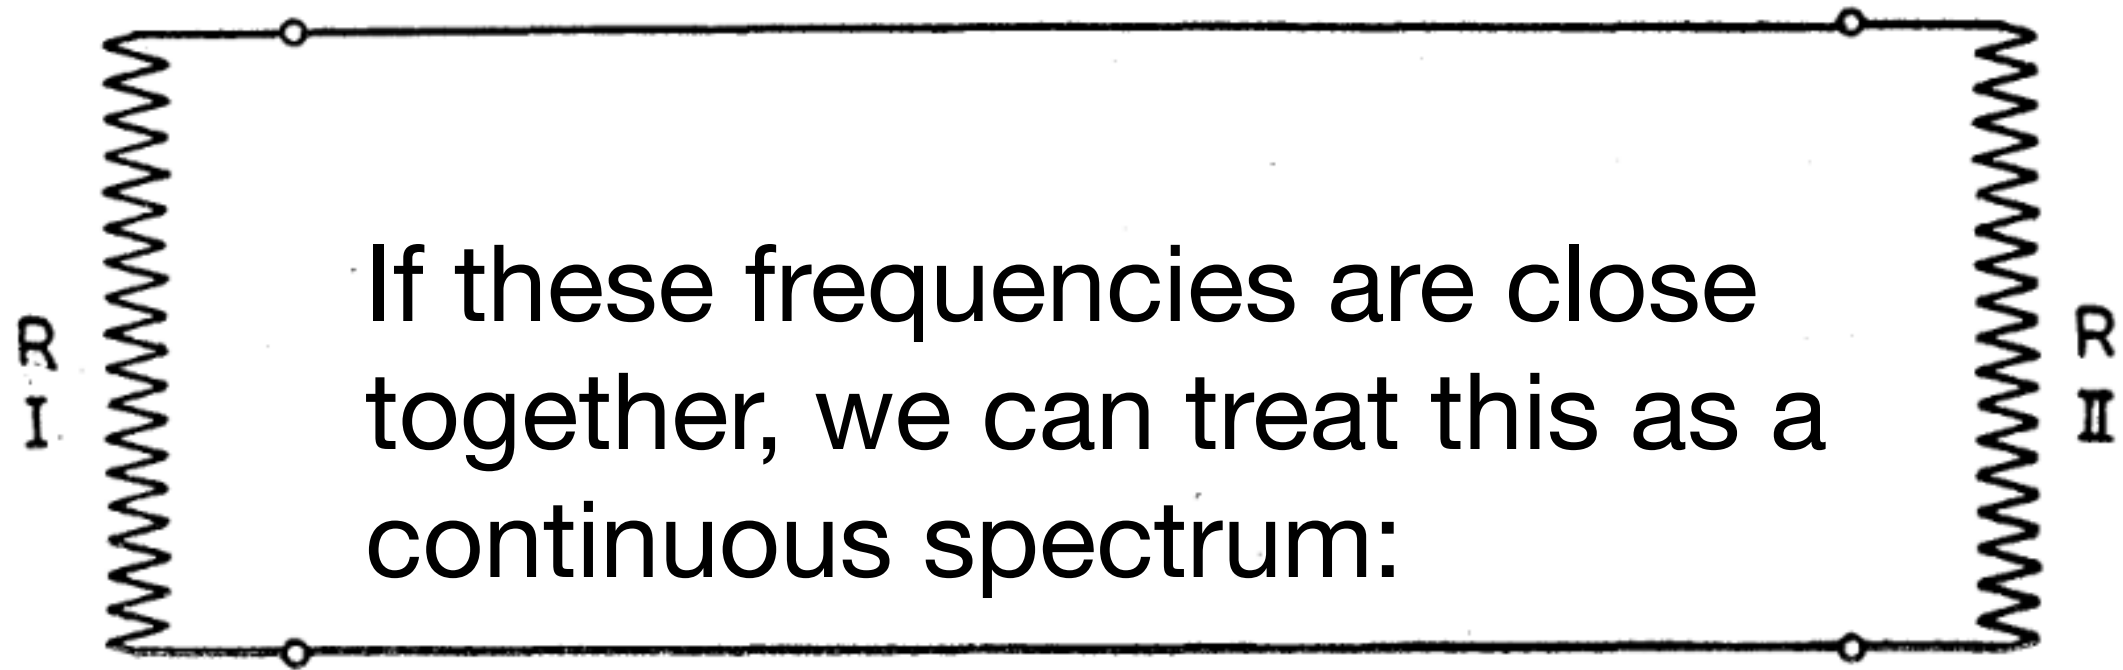 If these frequencies are close
together, we can treat this as a
continuous spectrum:
R
I
R
II